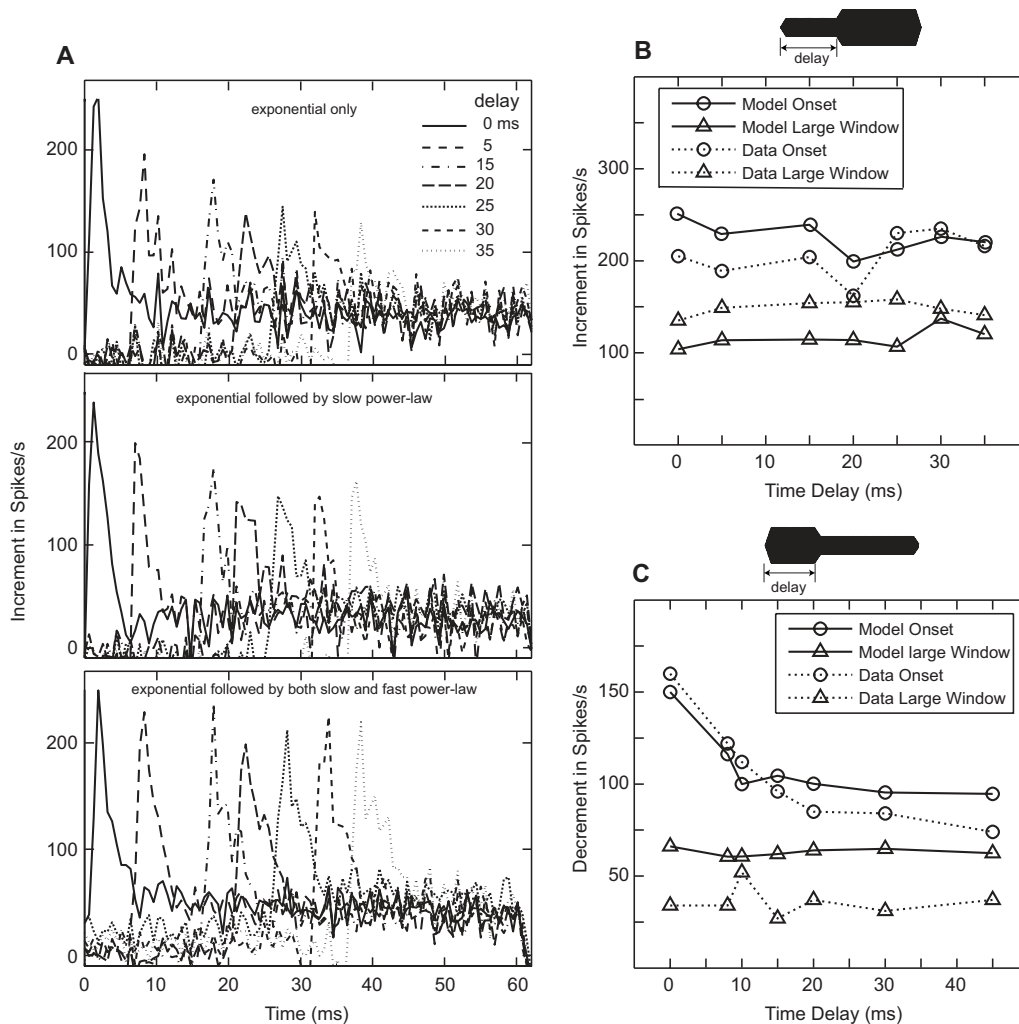 A
Increment in Spikes/s
exponential only
delay
0 ms
5
15
20
25
30
35
200
100
0
exponential followed by slow power-law
200
100
0
exponential followed by both slow and fast power-law
200
100
0
0 10 20 30 40 50 60
Time (ms)
B
delay
Model Onset
Model Large Window
Data Onset
Data Large Window
Increment in Spikes/s
300
200
100
0 10 20 30
Time Delay (ms)
C
delay
Model Onset
Model large Window
Data Onset
Data Large Window
Decrement in Spikes/s
150
100
50
0 10 20 30 40
Time Delay (ms)